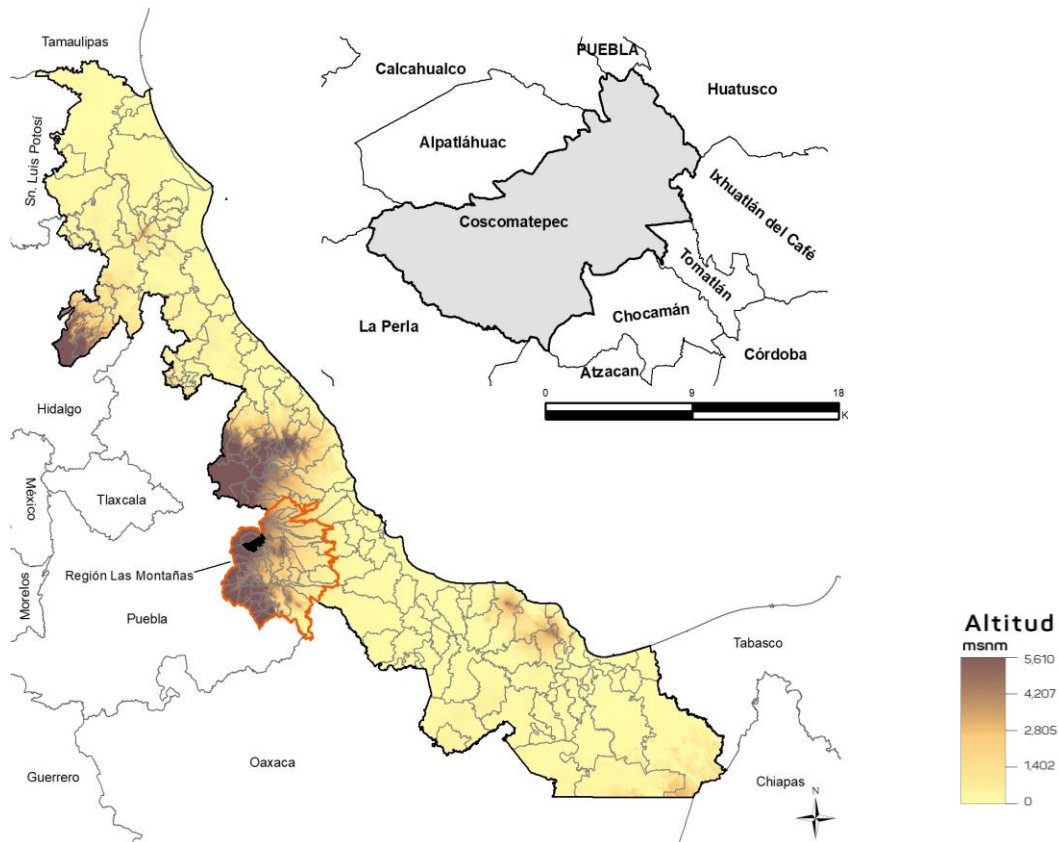 Tamaulipas
Sn. Luis Potosí
Hidalgo
México
Tlaxcala
Morelos
Región Las Montañas
Puebla
Guerrero
Oaxaca
Tabasco
Chiapas
PUEBLA
Calcahualco
Huatusco
Alpatláhuac
Ixhuatlán del Café
Coscomatepec
Tomatlán
Chocamán
La Perla
Córdoba
Atzacan
0 9 18
K
Altitud
msnm
5,610
4,207
2,805
1402
0
N